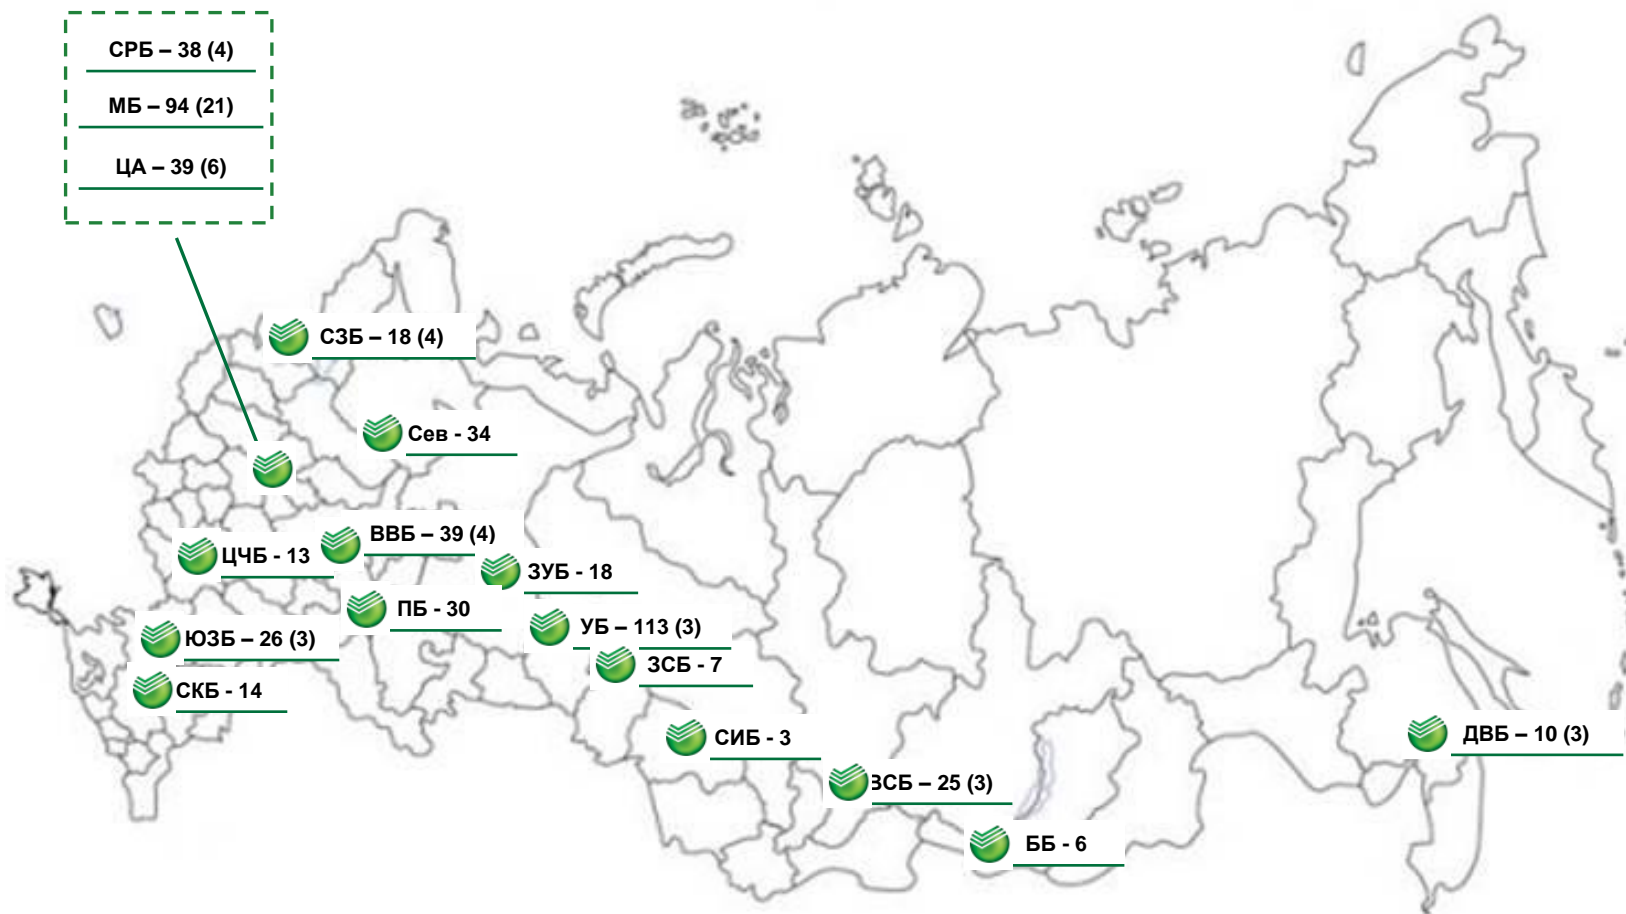 СРБ – 38 (4)
МБ – 94 (21)
ЦА – 39 (6)
СЗБ – 18 (4)
Сев - 34
ВВБ – 39 (4)
ЦЧБ - 13
ЗУБ - 18
ПБ - 30
УБ – 113 (3)
ЮЗБ – 26 (3)
ЗСБ - 7
СКБ - 14
СИБ - 3
ДВБ – 10 (3)
ВСБ – 25 (3)
ББ - 6